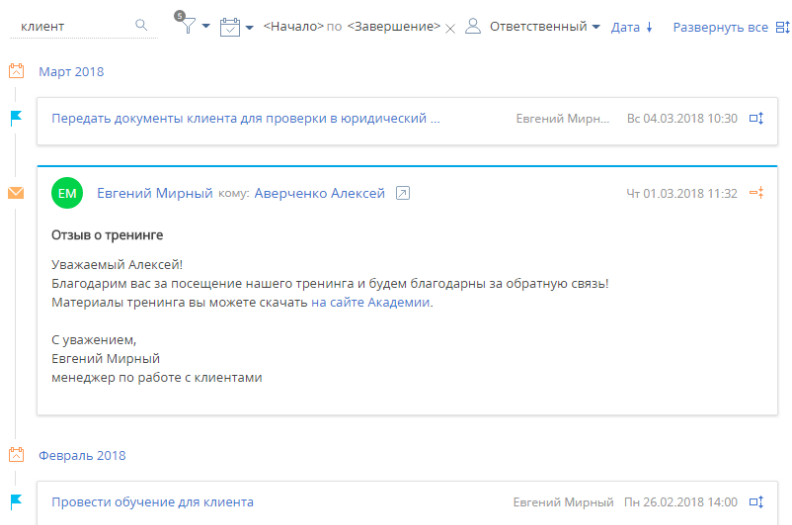 клиент 5 <Начало> по <Завершение> Ответственный Дата Развернуть все
Март 2018
Передать документы клиента для проверки в юридический ... Евгений Мирн... Вс 04.03.2018 10:30
ЕМ Евгений Мирный кому: Аверченко Алексей Чт 01.03.2018 11:32
Отзыв о тренинге
Уважаемый Алексей!
Благодарим вас за посещение нашего тренинга и будем благодарны за обратную связь!
Материалы тренинга вы можете скачать на сайте Академии.
С уважением,
Евгений Мирный
менеджер по работе с клиентами
Февраль 2018
Провести обучение для клиента Евгений Мирный Пн 26.02.2018 14:00